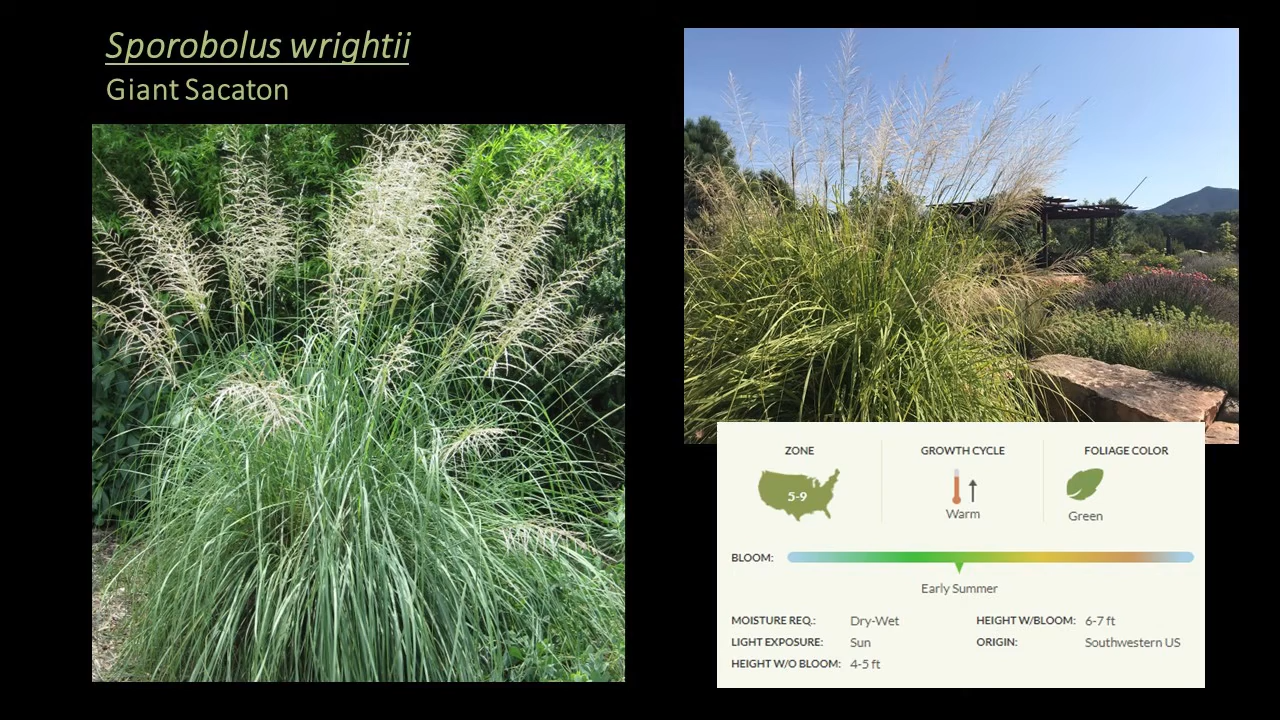 Sporobolus wrightii
Giant Sacaton
ZONE
5-9
GROWTH CYCLE
Warm
FOLIAGE COLOR
Green
BLOOM:
Early Summer
MOISTURE REQ.: Dry-Wet
LIGHT EXPOSURE: Sun
HEIGHT W/O BLOOM: 4-5 ft
HEIGHT W/BLOOM: 6-7 ft
ORIGIN: Southwestern US